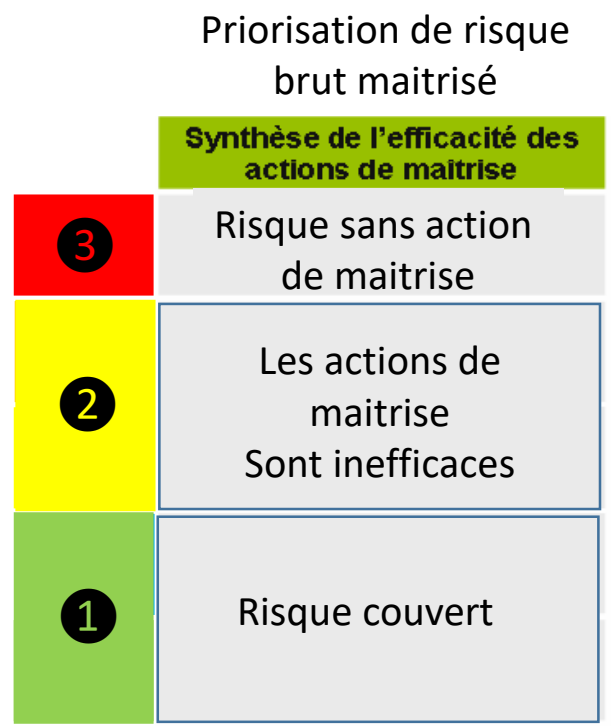 Priorisation de risque
brut maitrisé
Synthèse de l'efficacité des
actions de maîtrise
3
Risque sans action
de maitrise
2
Les actions de
maitrise
Sont inefficaces
1
Risque couvert